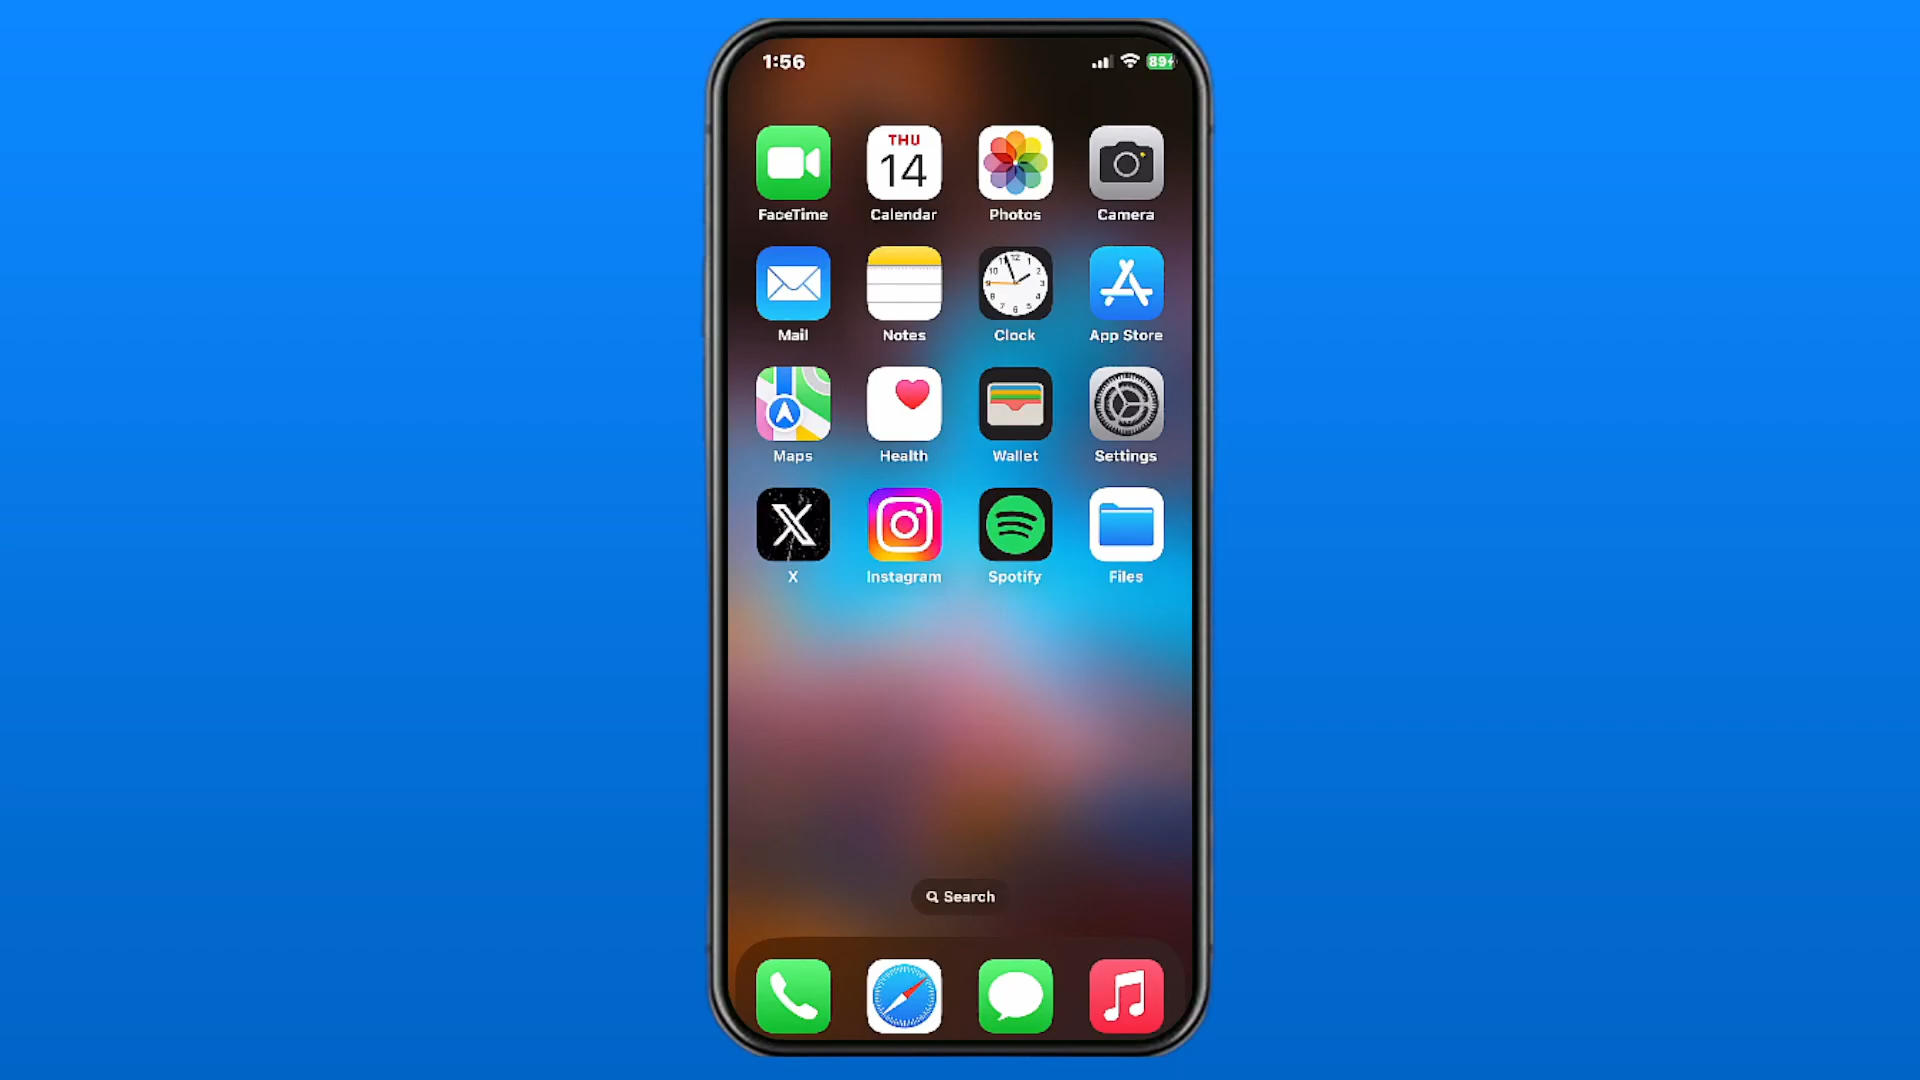 1:56 89
THU
14
FaceTime Calendar Photos Camera
12
Mail Notes Clock App Store
Maps Health Wallet Settings
X Instagram Spotify Files
Search